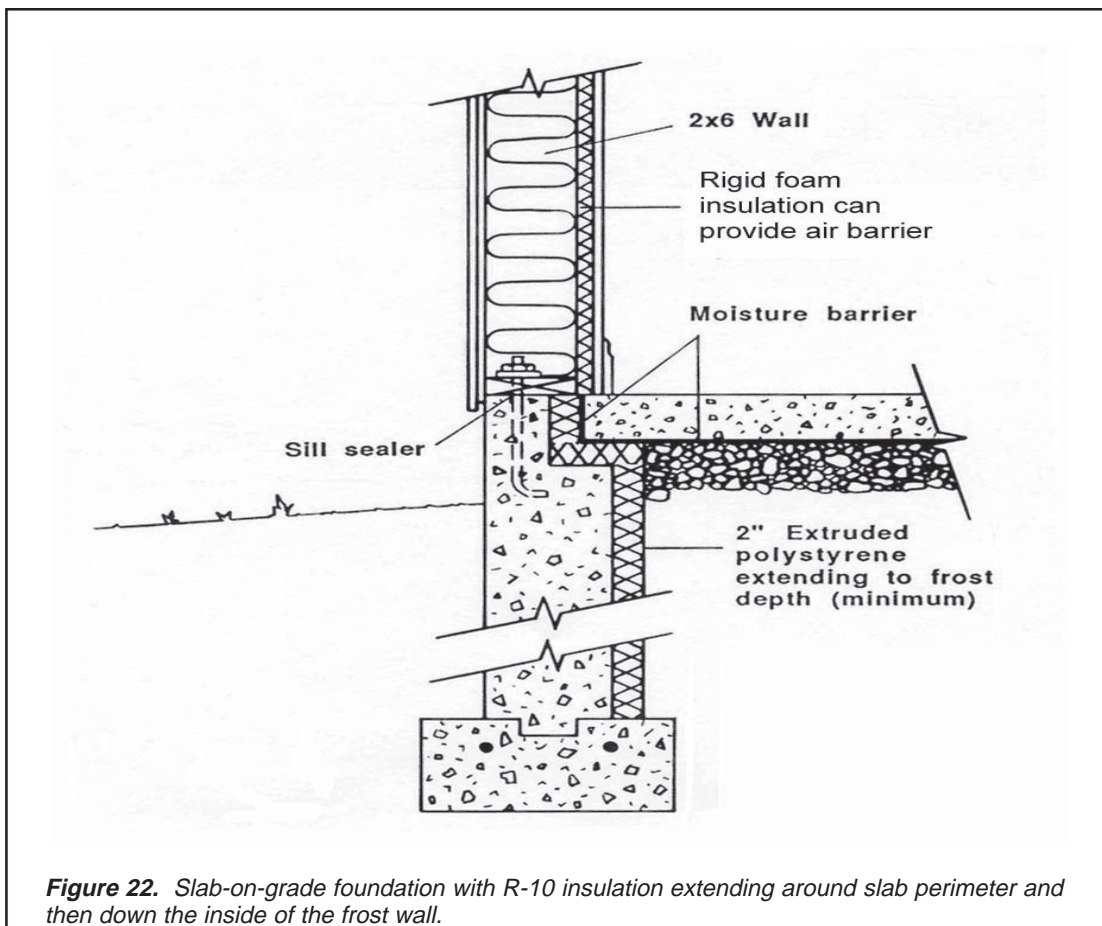 2x6 Wall
Rigid foam
insulation can
provide air barrier
Moisture barrier
Sill sealer
2" Extruded
polystyrene
extending to frost
depth (minimum)
Figure 22. Slab-on-grade foundation with R-10 insulation extending around slab perimeter and
then down the inside of the frost wall.